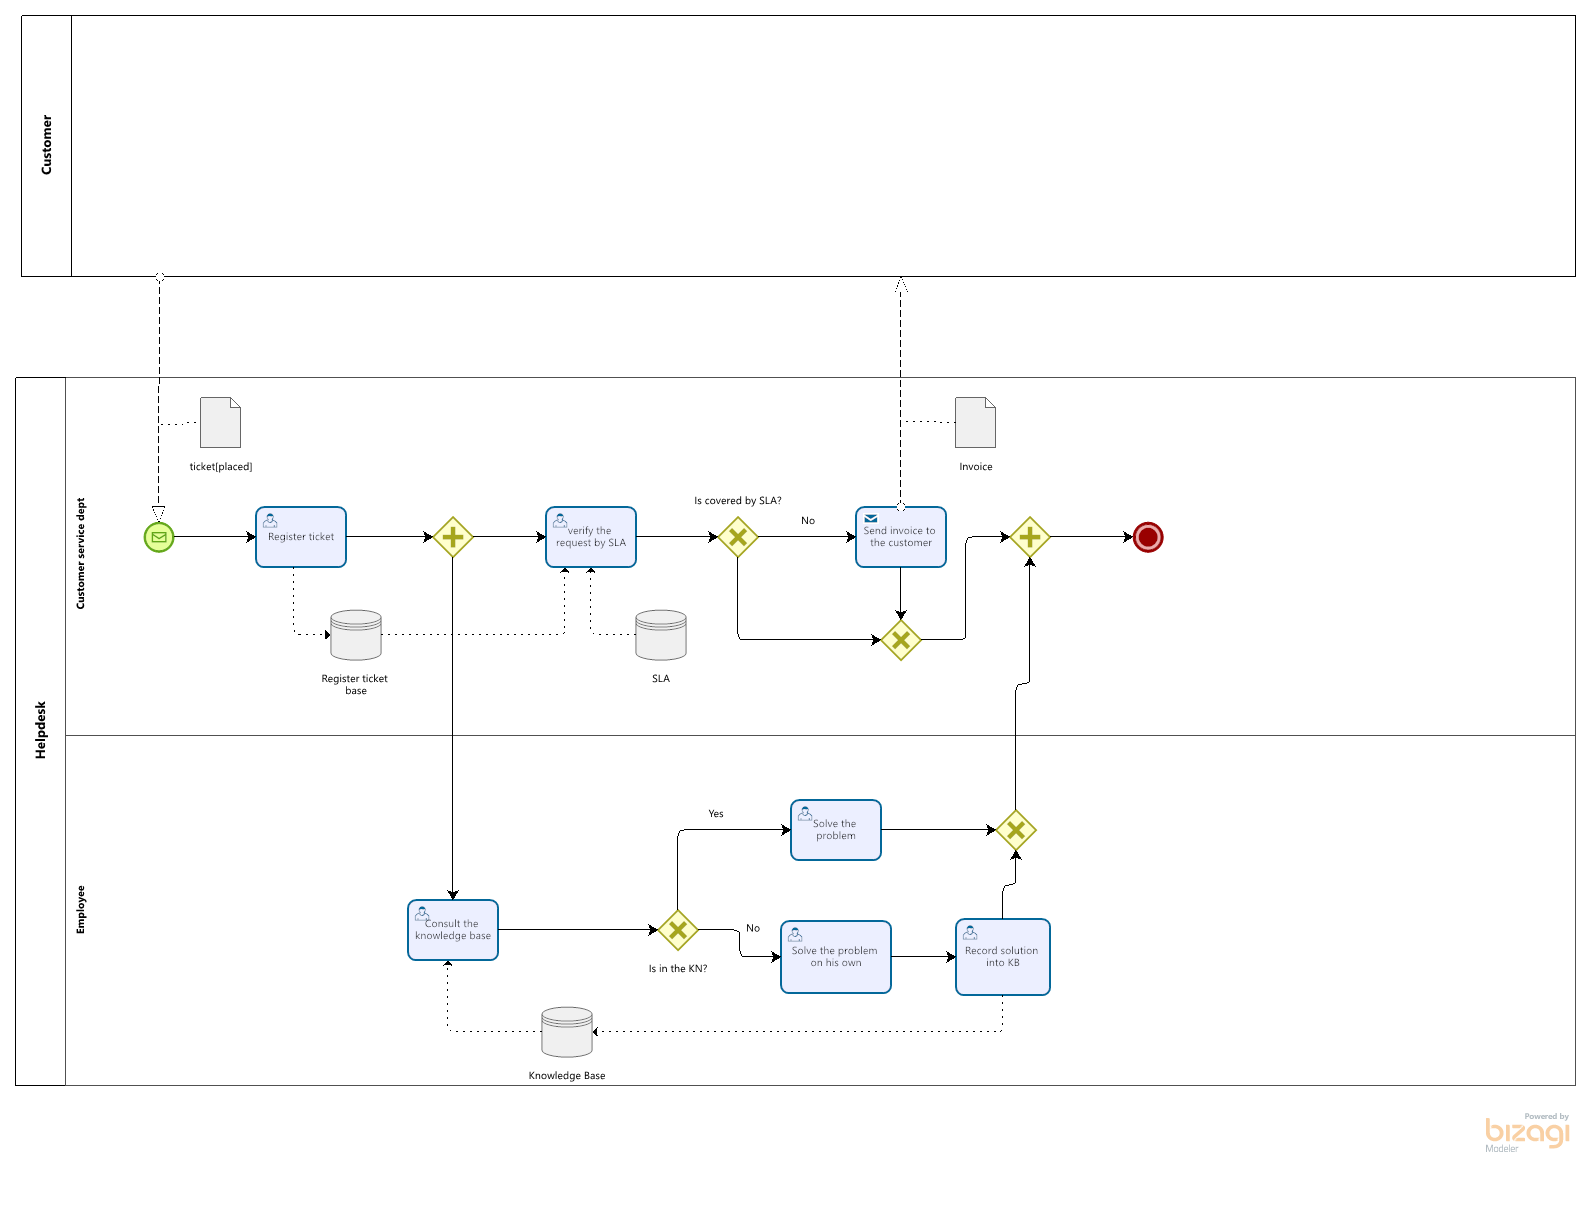 Customer
Helpdesk
Customer service dept
ticket[placed]
Invoice
Is covered by SLA?
No
Register ticket
verify the
request by SLA
Send invoice to
the customer
Register ticket
base
SLA
Employee
Yes
Solve the
problem
Consult the
knowledge base
No
Is in the KN?
Solve the problem
on his own
Record solution
into KB
Knowledge Base
Powered by
bizagi
Modeler